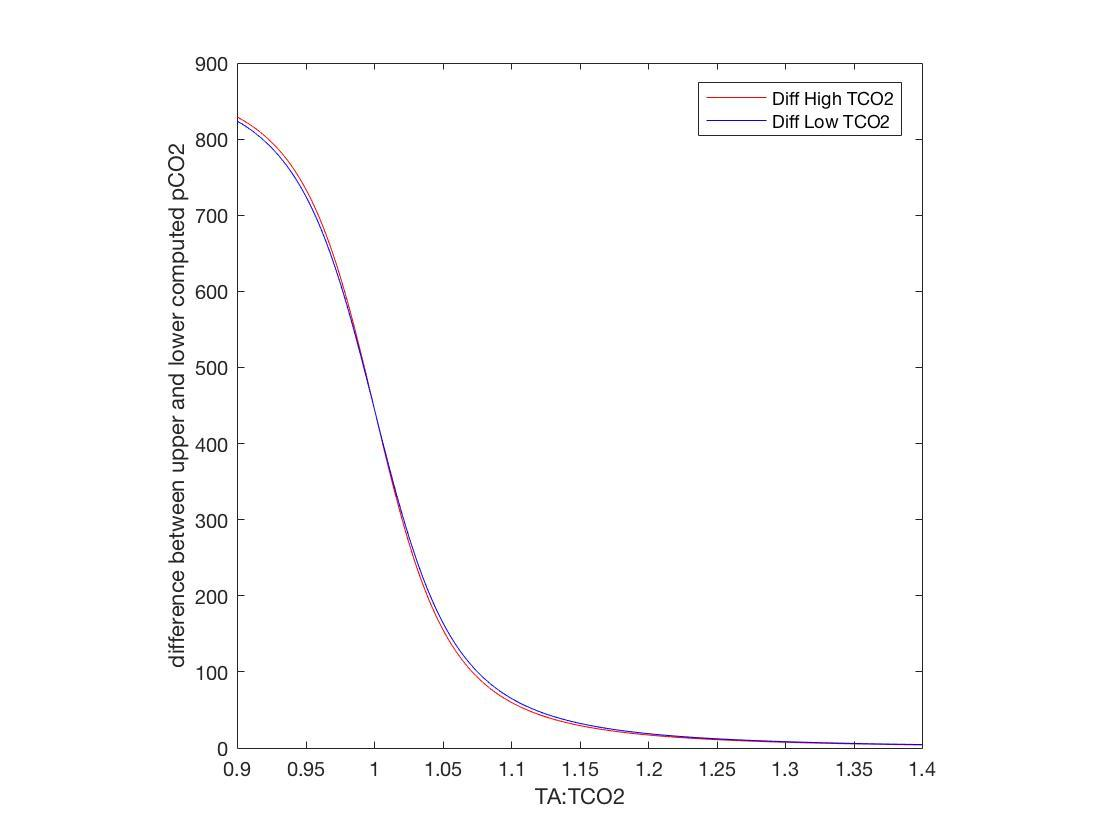 900
800
700
600
500
400
300
200
100
0
difference between upper and lower computed pCO2
Diff High TCO2
Diff Low TCO2
0.9 0.95 1 1.05 1.1 1.15 1.2 1.25 1.3 1.35 1.4
TA:TCO2